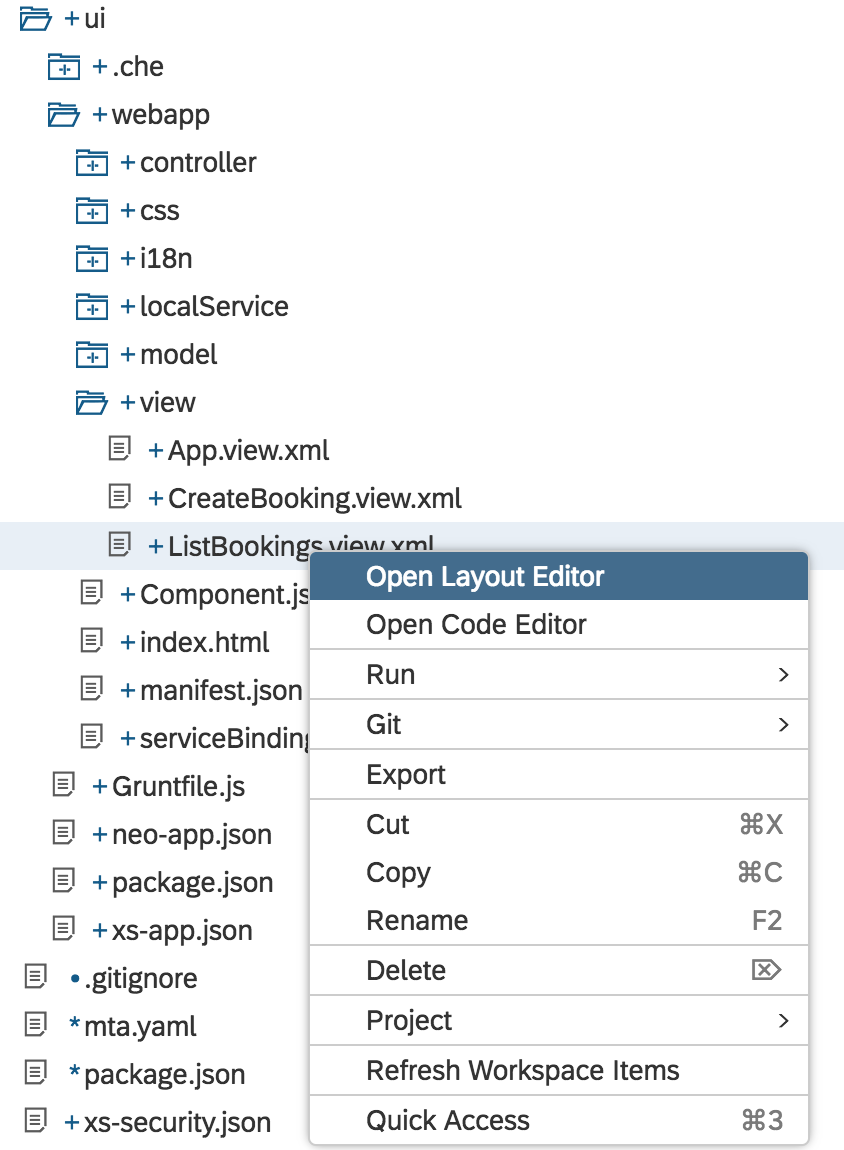 + ui
+ .che
+ webapp
+ controller
+ css
+ i18n
+ localService
+ model
+ view
+ App.view.xml
+ CreateBooking.view.xml
+ ListBookings.view.xml
+ Component.js
+ index.html
+ manifest.json
+ serviceBinding
+ Gruntfile.js
+ neo-app.json
+ package.json
+ xs-app.json
• .gitignore
* mta.yaml
* package.json
+ xs-security.json
Open Layout Editor
Open Code Editor
Run >
Git >
Export
Cut ⌘X
Copy ⌘C
Rename F2
Delete ⌦
Project >
Refresh Workspace Items
Quick Access ⌘3